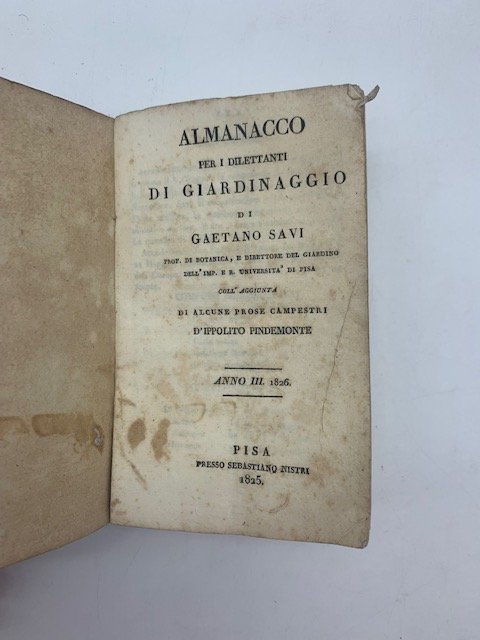 ALMANACCO
PER I DILETTANTI
DI GIARDINAGGIO
DI
GAETANO SAVI
PROF. DI BOTANICA, E DIRETTORE DEL GIARDINO
DELL' IMP. E R. UNIVERSITA' DI PISA
COLL' AGGIUNTA
DI ALCUNE PROSE CAMPESTRI
D'IPPOLITO PINDEMONTE
ANNO III. 1826.
PISA
PRESSO SEBASTIANO NISTRI
1825.